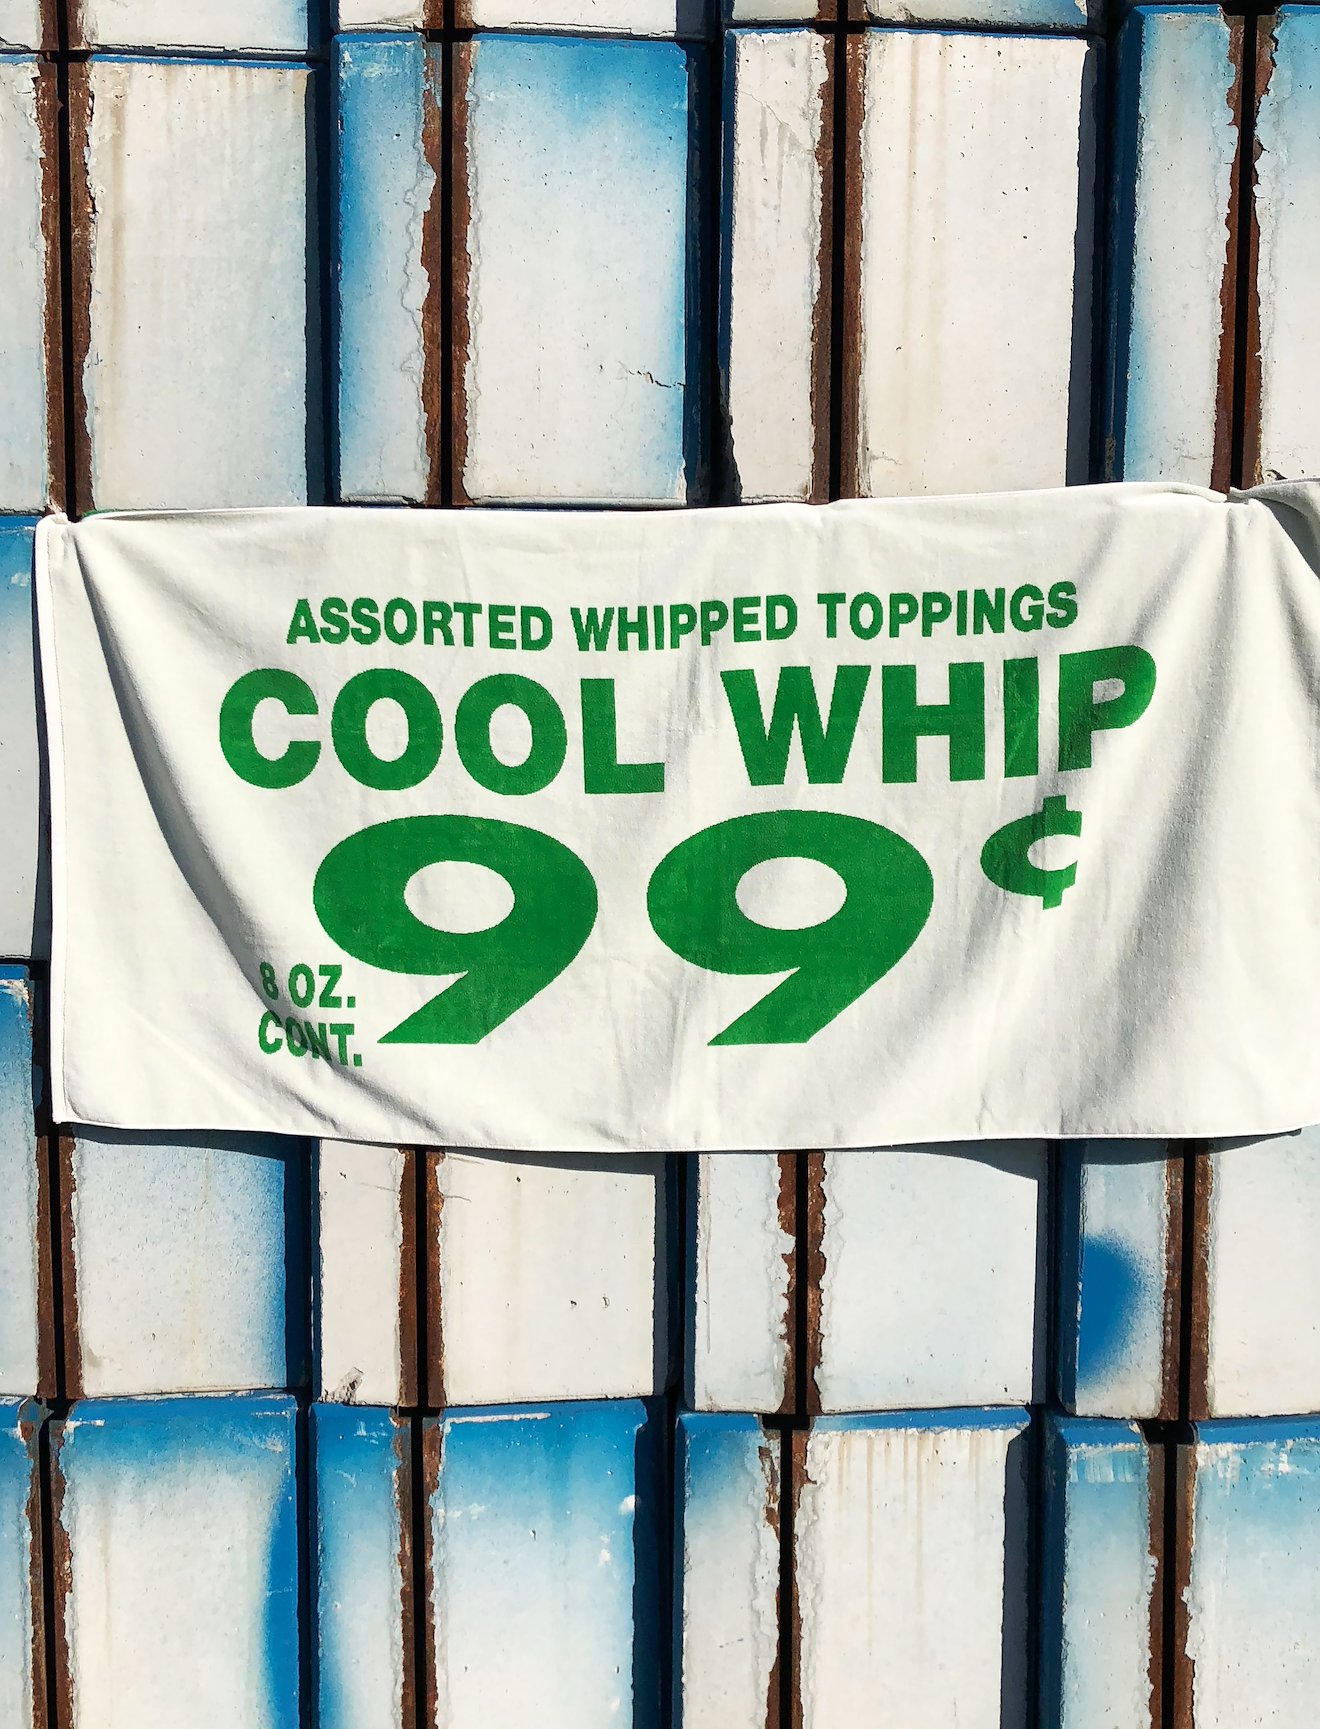 ASSORTED WHIPPED TOPPINGS
COOL WHIP
99¢
8 OZ.
CONT.